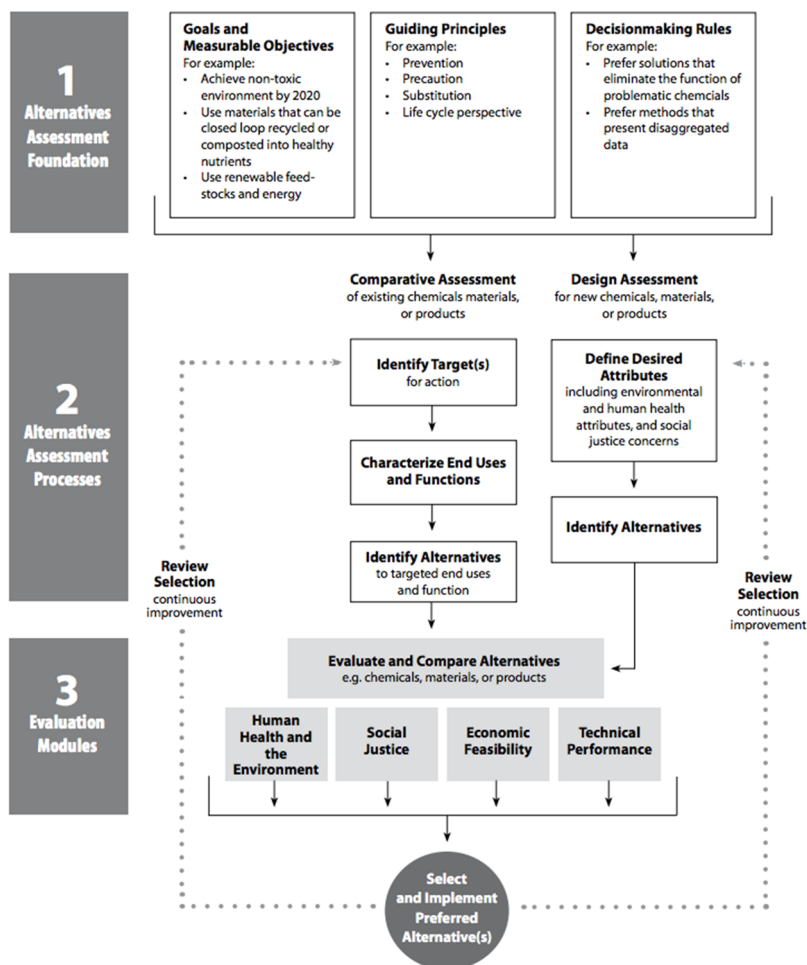 1
Alternatives
Assessment
Foundation
Goals and
Measurable Objectives
For example:
• Achieve non-toxic
environment by 2020
• Use materials that can be
closed loop recycled or
composted into healthy
nutrients
• Use renewable feed-
stocks and energy
Guiding Principles
For example:
• Prevention
• Precaution
• Substitution
• Life cycle perspective
Decisionmaking Rules
For example:
• Prefer solutions that
eliminate the function of
problematic chemcials
• Prefer methods that
present disaggregated
data
2
Alternatives
Assessment
Processes
Comparative Assessment
of existing chemicals materials,
or products
Design Assessment
for new chemicals, materials,
or products
Identify Target(s)
for action
Define Desired
Attributes
including environmental
and human health
attributes, and social
justice concerns
Characterize End Uses
and Functions
Identify Alternatives
Identify Alternatives
to targeted end uses
and function
Review
Selection
continuous
improvement
Review
Selection
continuous
improvement
3
Evaluation
Modules
Evaluate and Compare Alternatives
e.g. chemicals, materials, or products
Human
Health and
the
Environment
Social
Justice
Economic
Feasibility
Technical
Performance
Select
and Implement
Preferred
Alternative(s)